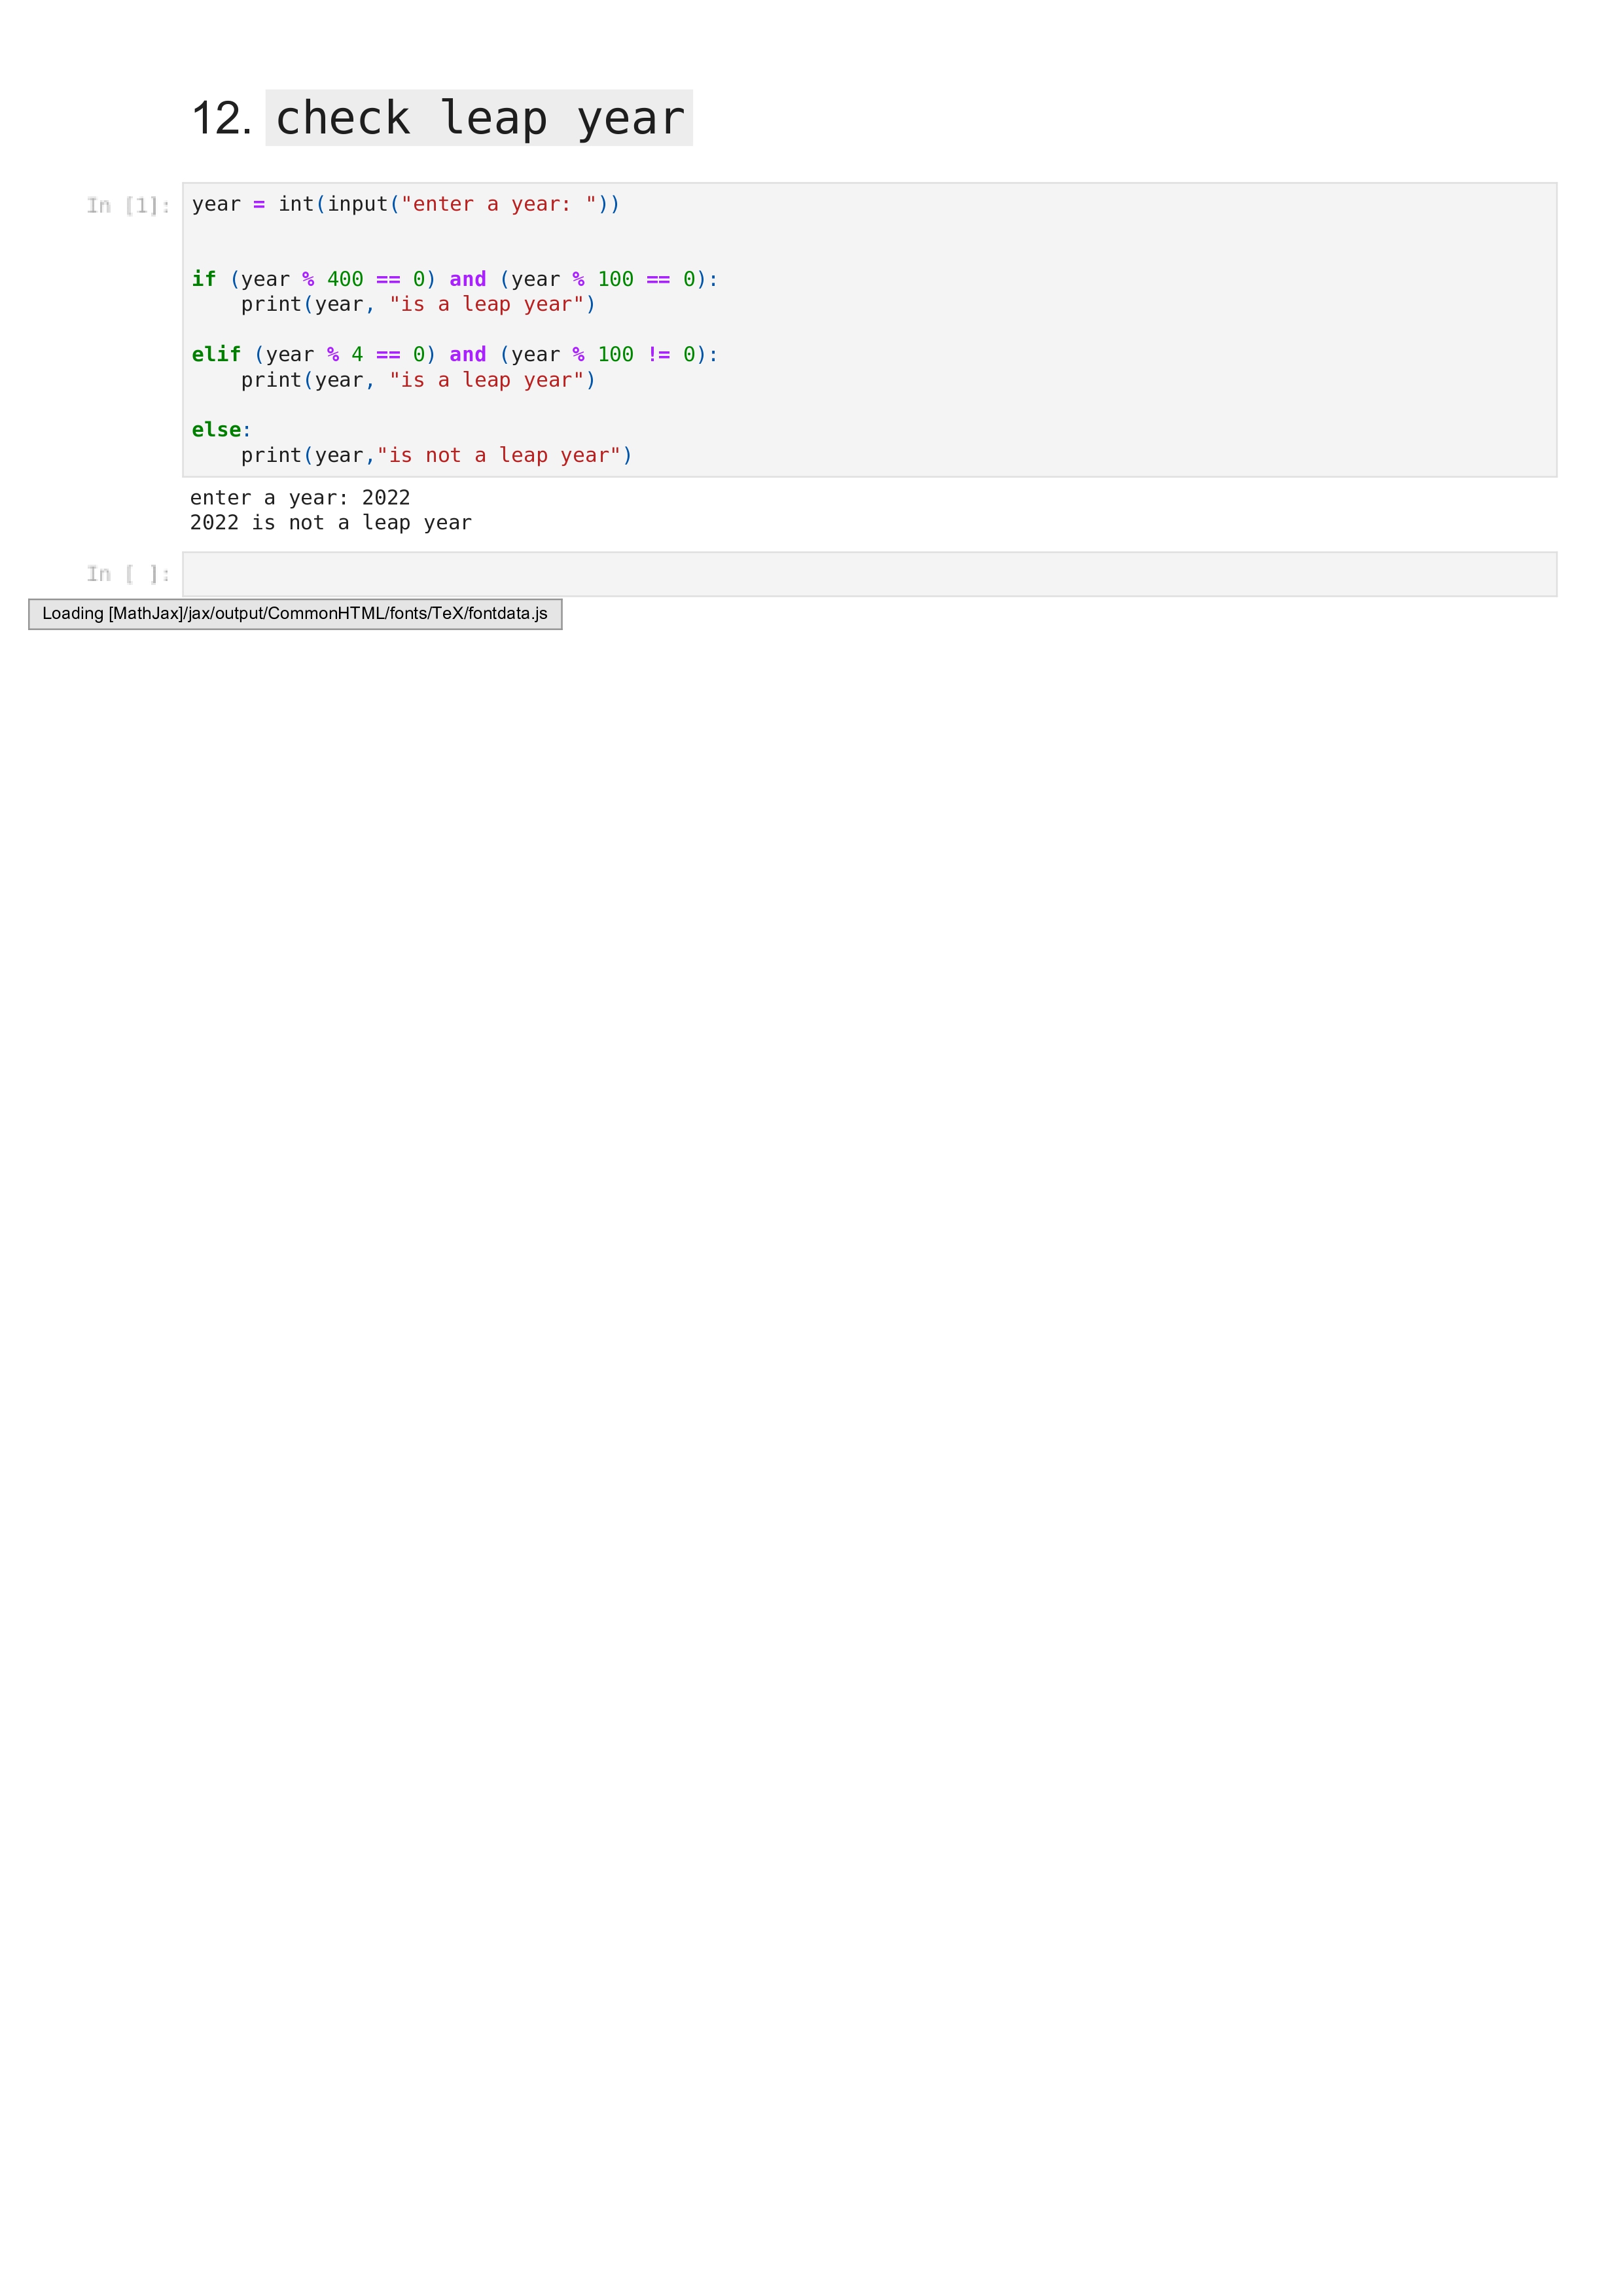 12. check leap year
In [1]:
year = int(input("enter a year: "))
if (year % 400 == 0) and (year % 100 == 0):
    print(year, "is a leap year")
elif (year % 4 == 0) and (year % 100 != 0):
    print(year, "is a leap year")
else:
    print(year,"is not a leap year")
enter a year: 2022
2022 is not a leap year
In [ ]:
Loading [MathJax]/jax/output/CommonHTML/fonts/TeX/fontdata.js